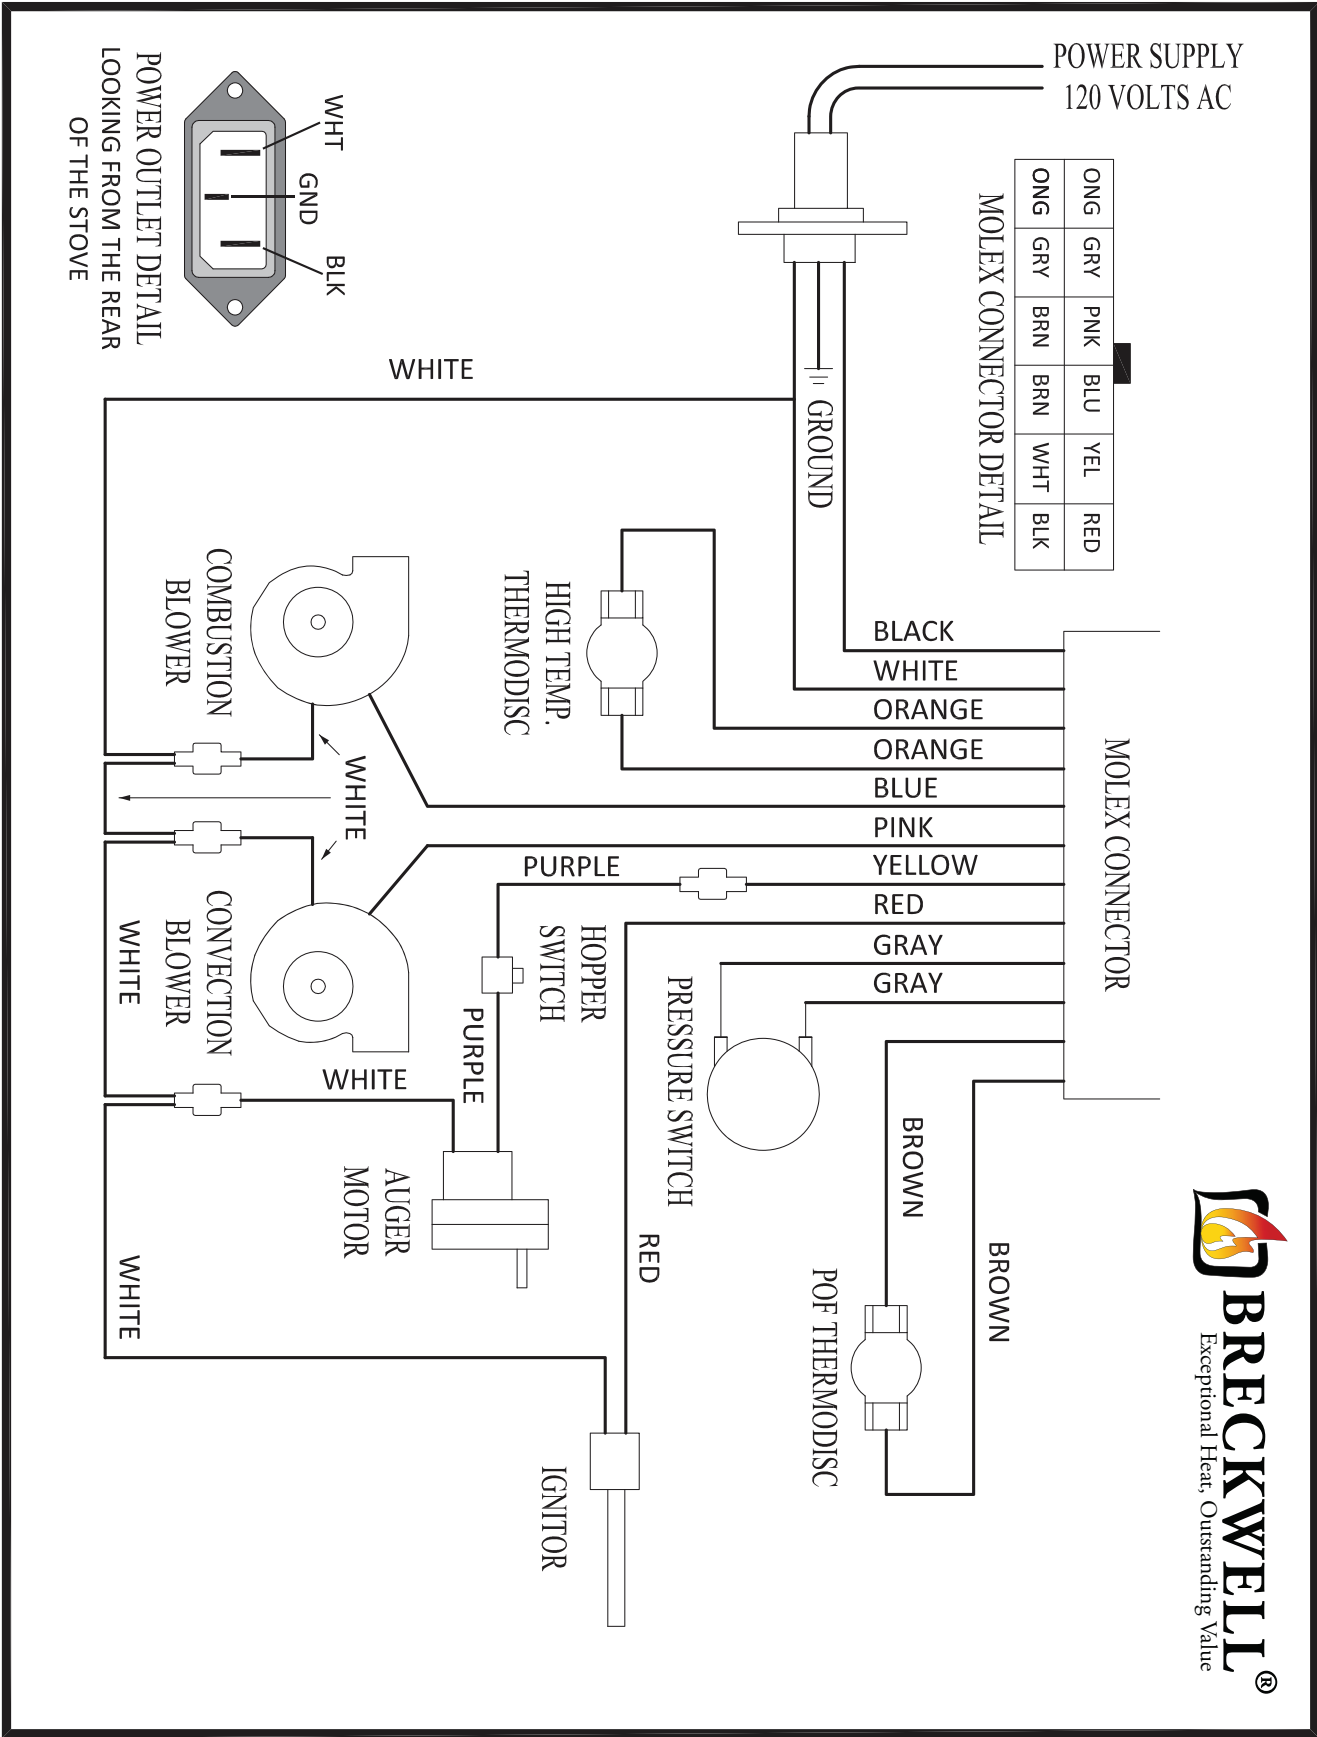 POWER SUPPLY
120 VOLTS AC
ONG GRY PNK BLU YEL RED
ONG GRY BRN BRN WHT BLK
MOLEX CONNECTOR DETAIL
WHT
GND
BLK
POWER OUTLET DETAIL
LOOKING FROM THE REAR
OF THE STOVE
WHITE
GROUND
HIGH TEMP.
THERMODISC
COMBUSTION
BLOWER
BLACK
WHITE
ORANGE
ORANGE
BLUE
PINK
YELLOW
RED
GRAY
GRAY
MOLEX CONNECTOR
WHITE
PURPLE
HOPPER
SWITCH
PURPLE
CONVECTION
BLOWER
WHITE
WHITE
PRESSURE SWITCH
BROWN
BROWN
AUGER
MOTOR
RED
WHITE
POF THERMODISC
IGNITOR
BRECKWELL®
Exceptional Heat, Outstanding Value